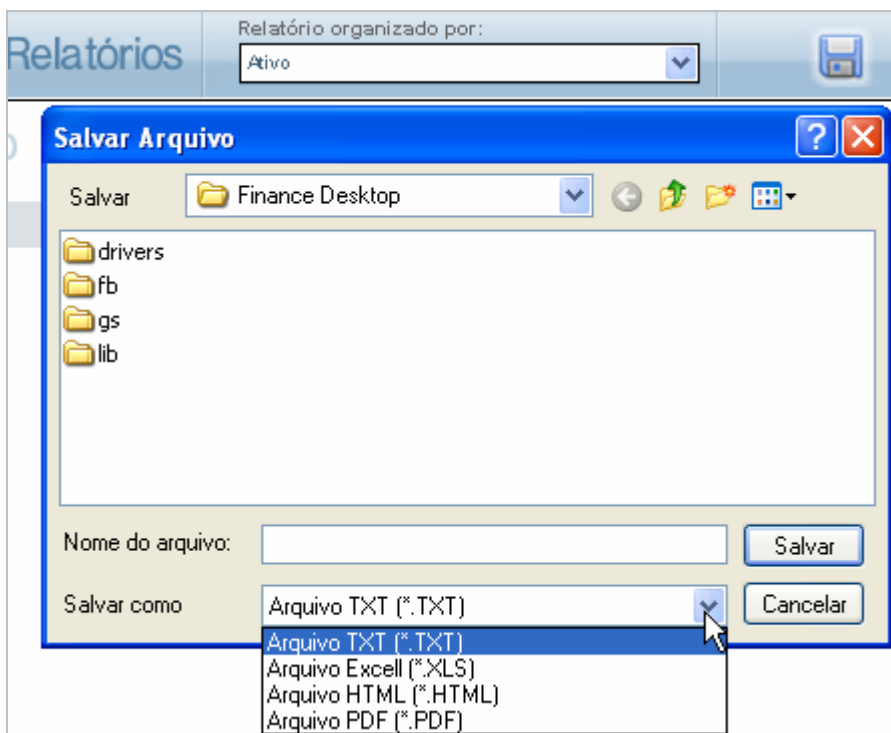 Relatórios
Relatório organizado por:
Ativo
Salvar Arquivo
Salvar
Finance Desktop
drivers
fb
gs
lib
Nome do arquivo:
Salvar
Salvar como
Arquivo TXT (*.TXT)
Cancelar
Arquivo TXT (*.TXT)
Arquivo Excell (*.XLS)
Arquivo HTML (*.HTML)
Arquivo PDF (*.PDF)